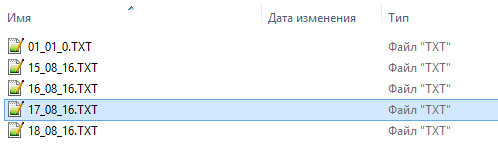 Имя Дата изменения Тип
01_01_0.TXT Файл "TXT"
15_08_16.TXT Файл "TXT"
16_08_16.TXT Файл "TXT"
17_08_16.TXT Файл "TXT"
18_08_16.TXT Файл "TXT"